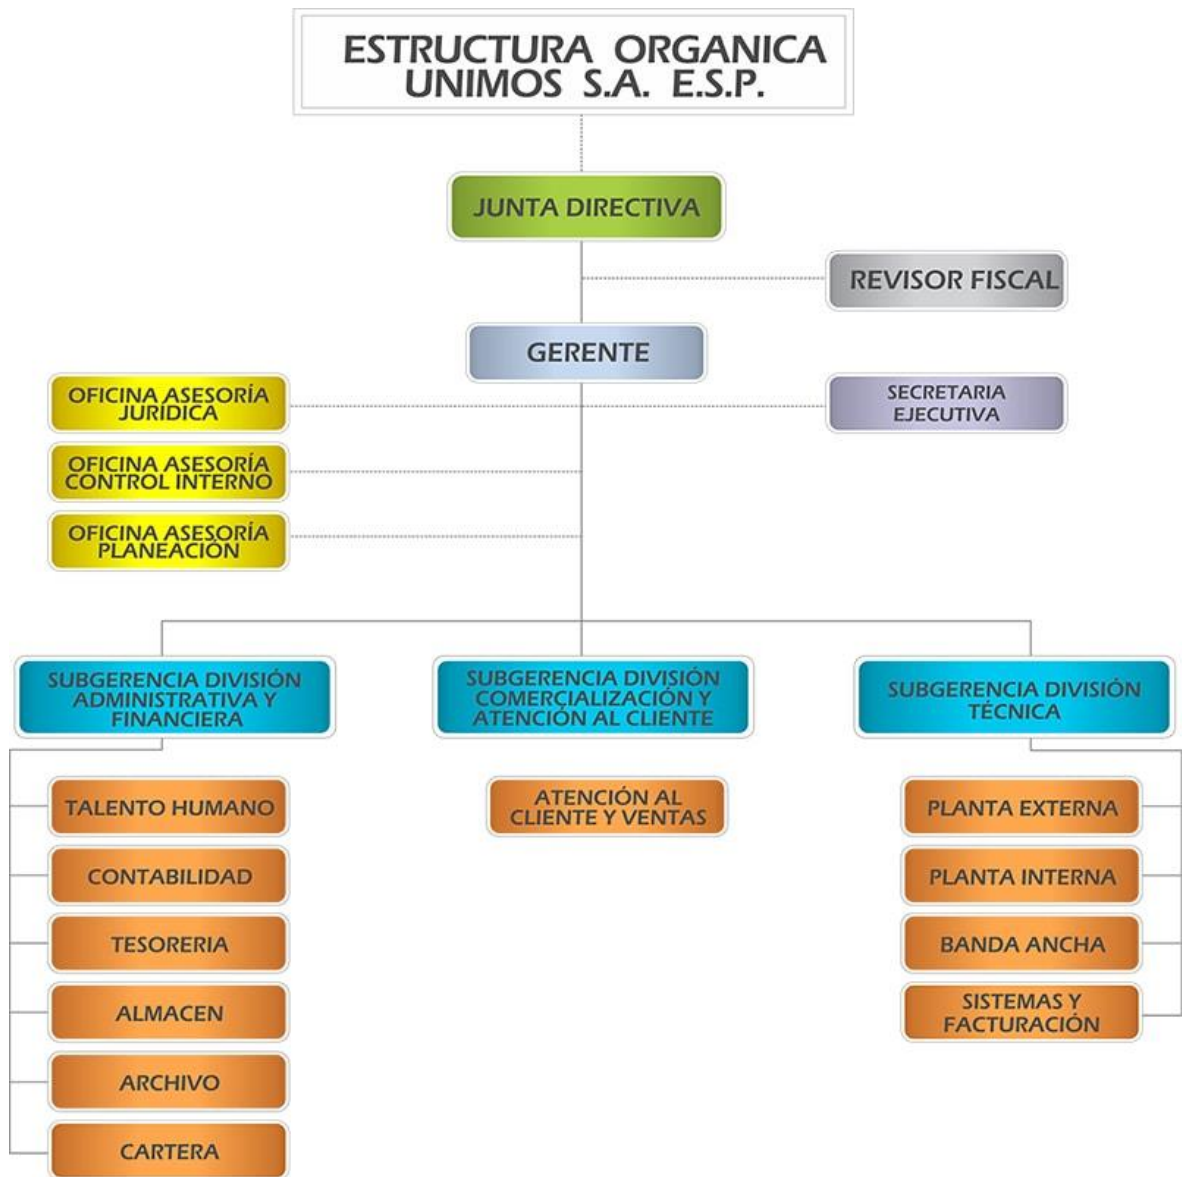 ESTRUCTURA ORGANICA
UNIMOS S.A. E.S.P.
JUNTA DIRECTIVA
REVISOR FISCAL
GERENTE
OFICINA ASESORÍA
JURÍDICA
SECRETARIA
EJECUTIVA
OFICINA ASESORÍA
CONTROL INTERNO
OFICINA ASESORÍA
PLANEACIÓN
SUBGERENCIA DIVISIÓN
ADMINISTRATIVA Y
FINANCIERA
SUBGERENCIA DIVISIÓN
COMERCIALIZACIÓN Y
ATENCIÓN AL CLIENTE
SUBGERENCIA DIVISIÓN
TÉCNICA
TALENTO HUMANO
CONTABILIDAD
TESORERIA
ALMACEN
ARCHIVO
CARTERA
ATENCIÓN AL
CLIENTE Y VENTAS
PLANTA EXTERNA
PLANTA INTERNA
BANDA ANCHA
SISTEMAS Y
FACTURACIÓN